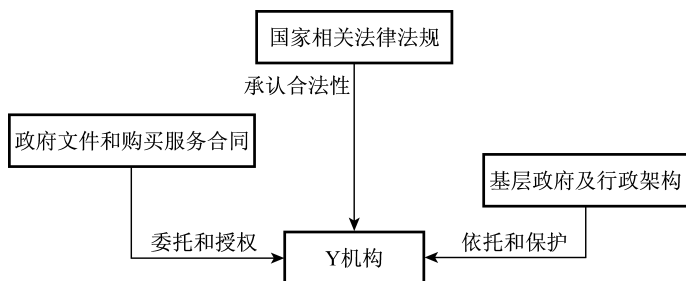 国家相关法律法规
承认合法性
政府文件和购买服务合同
基层政府及行政架构
委托和授权
Y机构
依托和保护